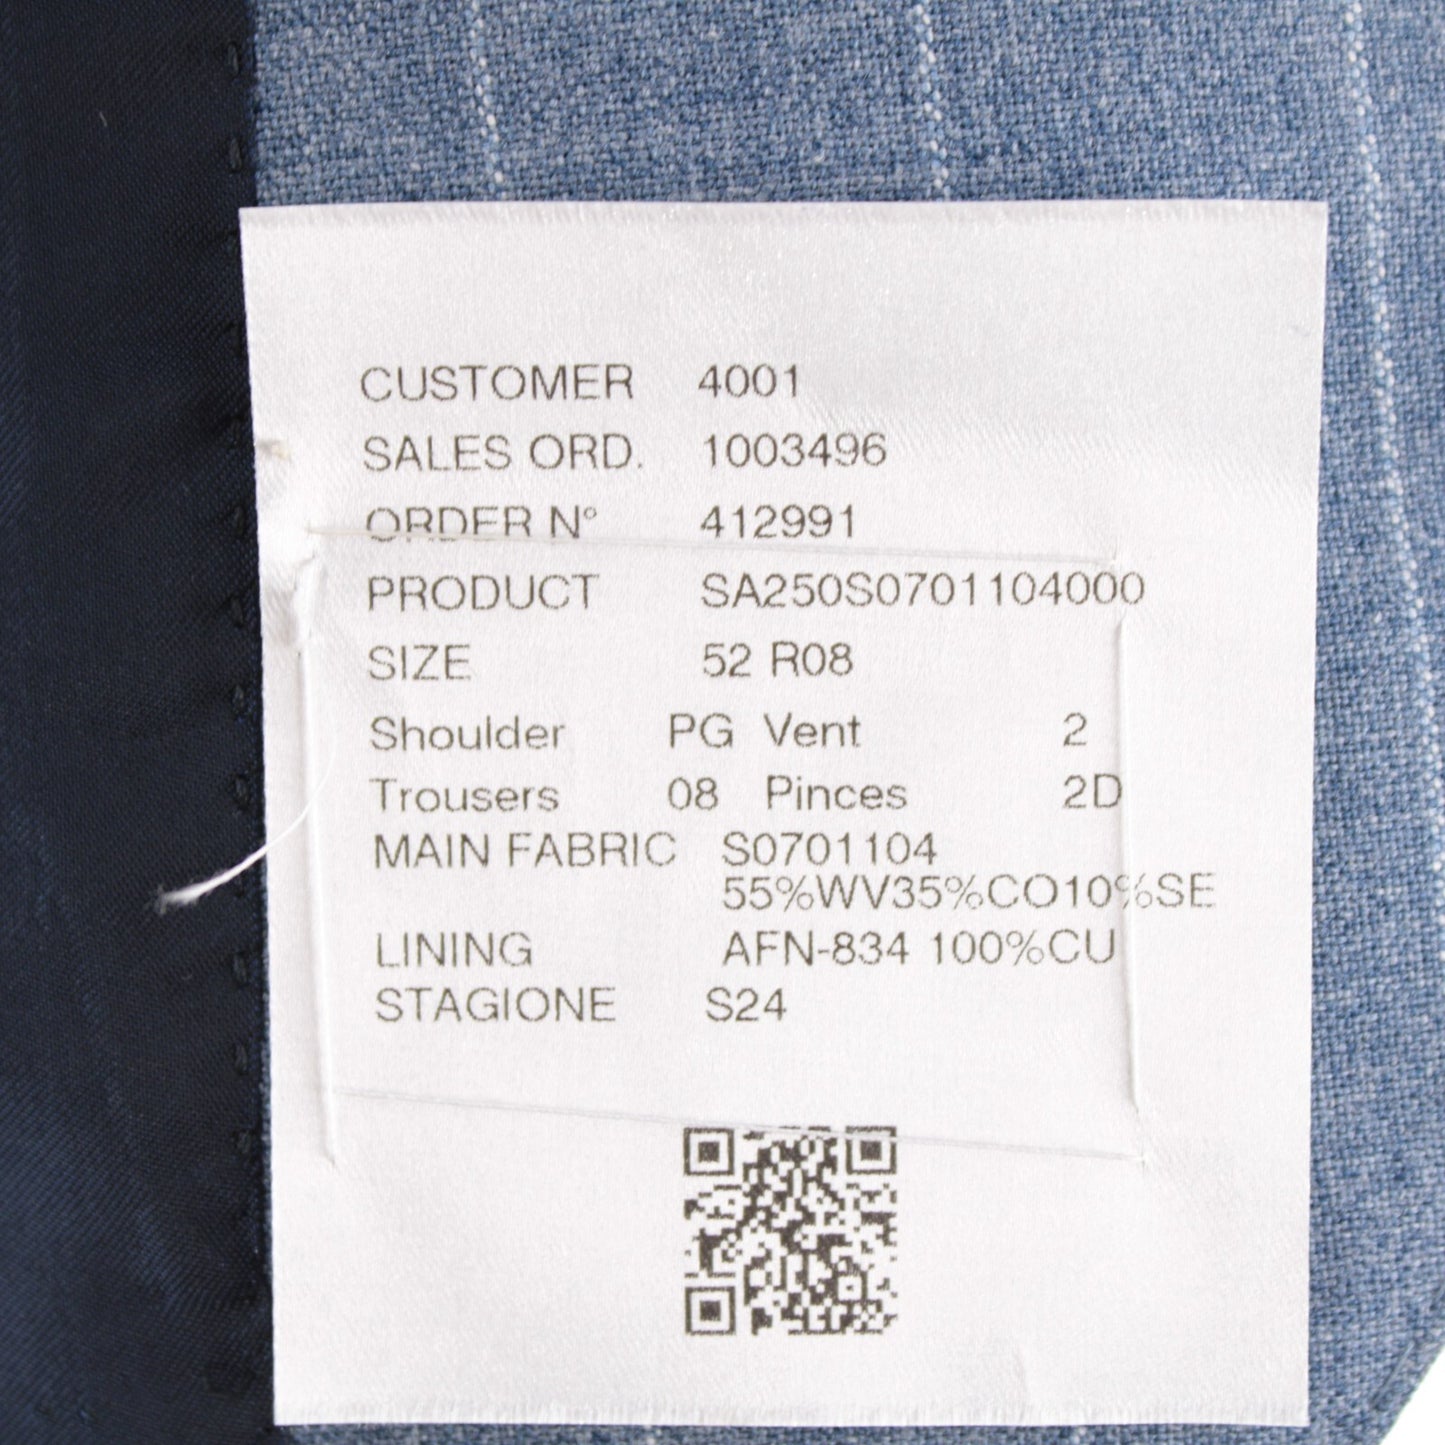 CUSTOMER 4001
SALES ORD. 1003496
ORDER N° 412991
PRODUCT SA250S0701104000
SIZE 52 R08
Shoulder PG Vent 2
Trousers 08 Pinces 2D
MAIN FABRIC S0701104
55%WV35%CO10%SE
LINING AFN-834 100%CU
STAGIONE S24